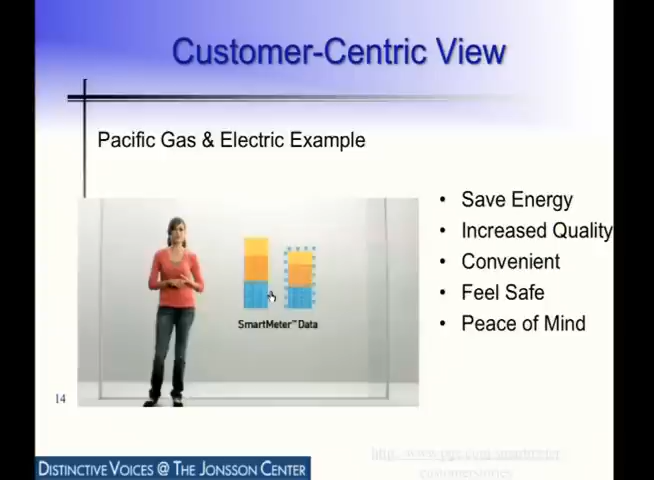 Customer-Centric View
Pacific Gas & Electric Example
• Save Energy
• Increased Quality
• Convenient
• Feel Safe
• Peace of Mind
SmartMeter™ Data
14
DISTINCTIVE VOICES @ THE JONSSON CENTER